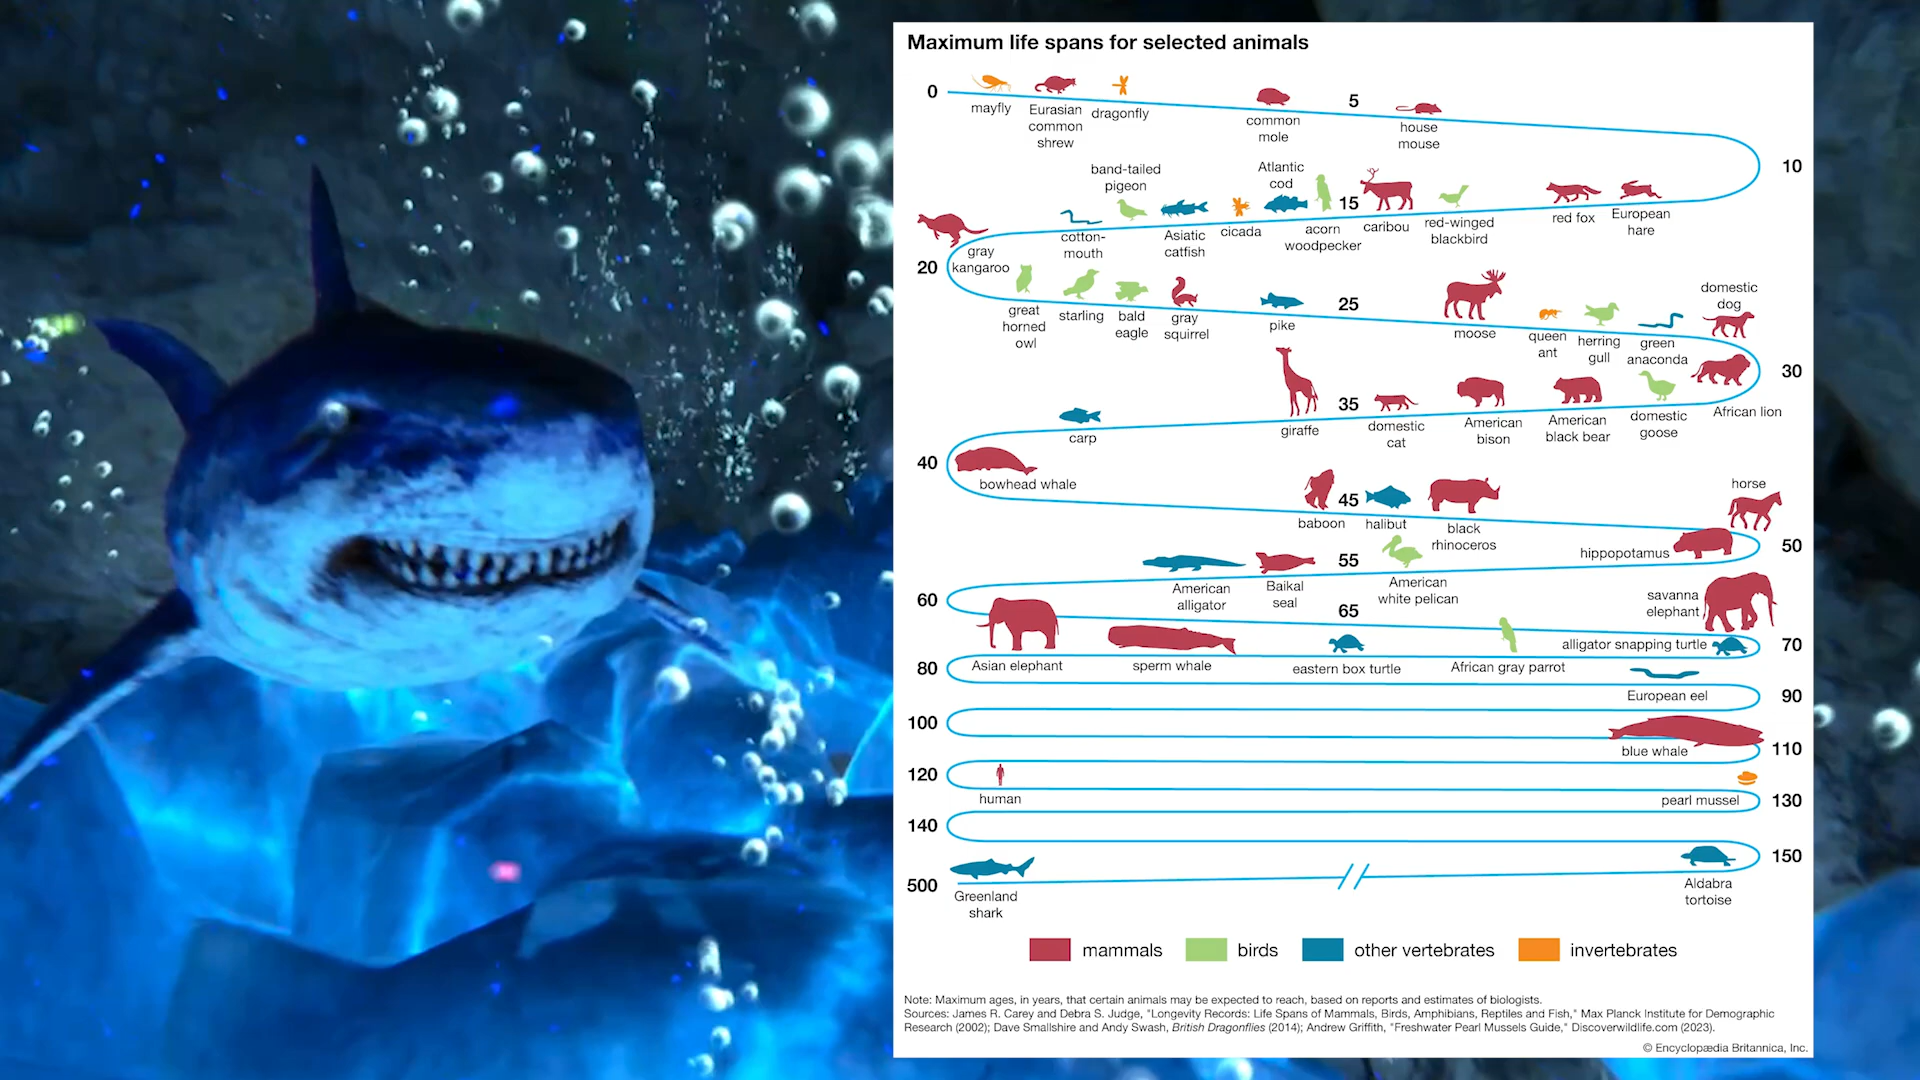 Maximum life spans for selected animals
0
mayfly
Eurasian
common
shrew
dragonfly
common
mole
5
house
mouse
10
band-tailed
pigeon
Atlantic
cod
15
gray
kangaroo
cotton-
mouth
Asiatic
catfish
cicada
acorn
woodpecker
caribou
red-winged
blackbird
red fox
European
hare
20
great
horned
owl
starling
bald
eagle
gray
squirrel
pike
25
moose
queen
ant
herring
gull
green
anaconda
domestic
dog
30
carp
giraffe
35
domestic
cat
American
bison
American
black bear
domestic
goose
African lion
40
bowhead whale
baboon
45
halibut
black
rhinoceros
horse
hippopotamus
50
American
alligator
Baikal
seal
55
American
white pelican
60
65
savanna
elephant
Asian elephant
sperm whale
eastern box turtle
African gray parrot
alligator snapping turtle
70
80
European eel
90
100
blue whale
110
120
human
pearl mussel
130
140
150
500
Greenland
shark
Aldabra
tortoise
mammals
birds
other vertebrates
invertebrates
Note: Maximum ages, in years, that certain animals may be expected to reach, based on reports and estimates of biologists.
Sources: James R. Carey and Debra S. Judge, "Longevity Records: Life Spans of Mammals, Birds, Amphibians, Reptiles and Fish," Max Planck Institute for Demographic
Research (2002); Dave Smallshire and Andy Swash, British Dragonflies (2014); Andrew Griffith, "Freshwater Pearl Mussels Guide," Discoverwildlife.com (2023).
© Encyclopædia Britannica, Inc.